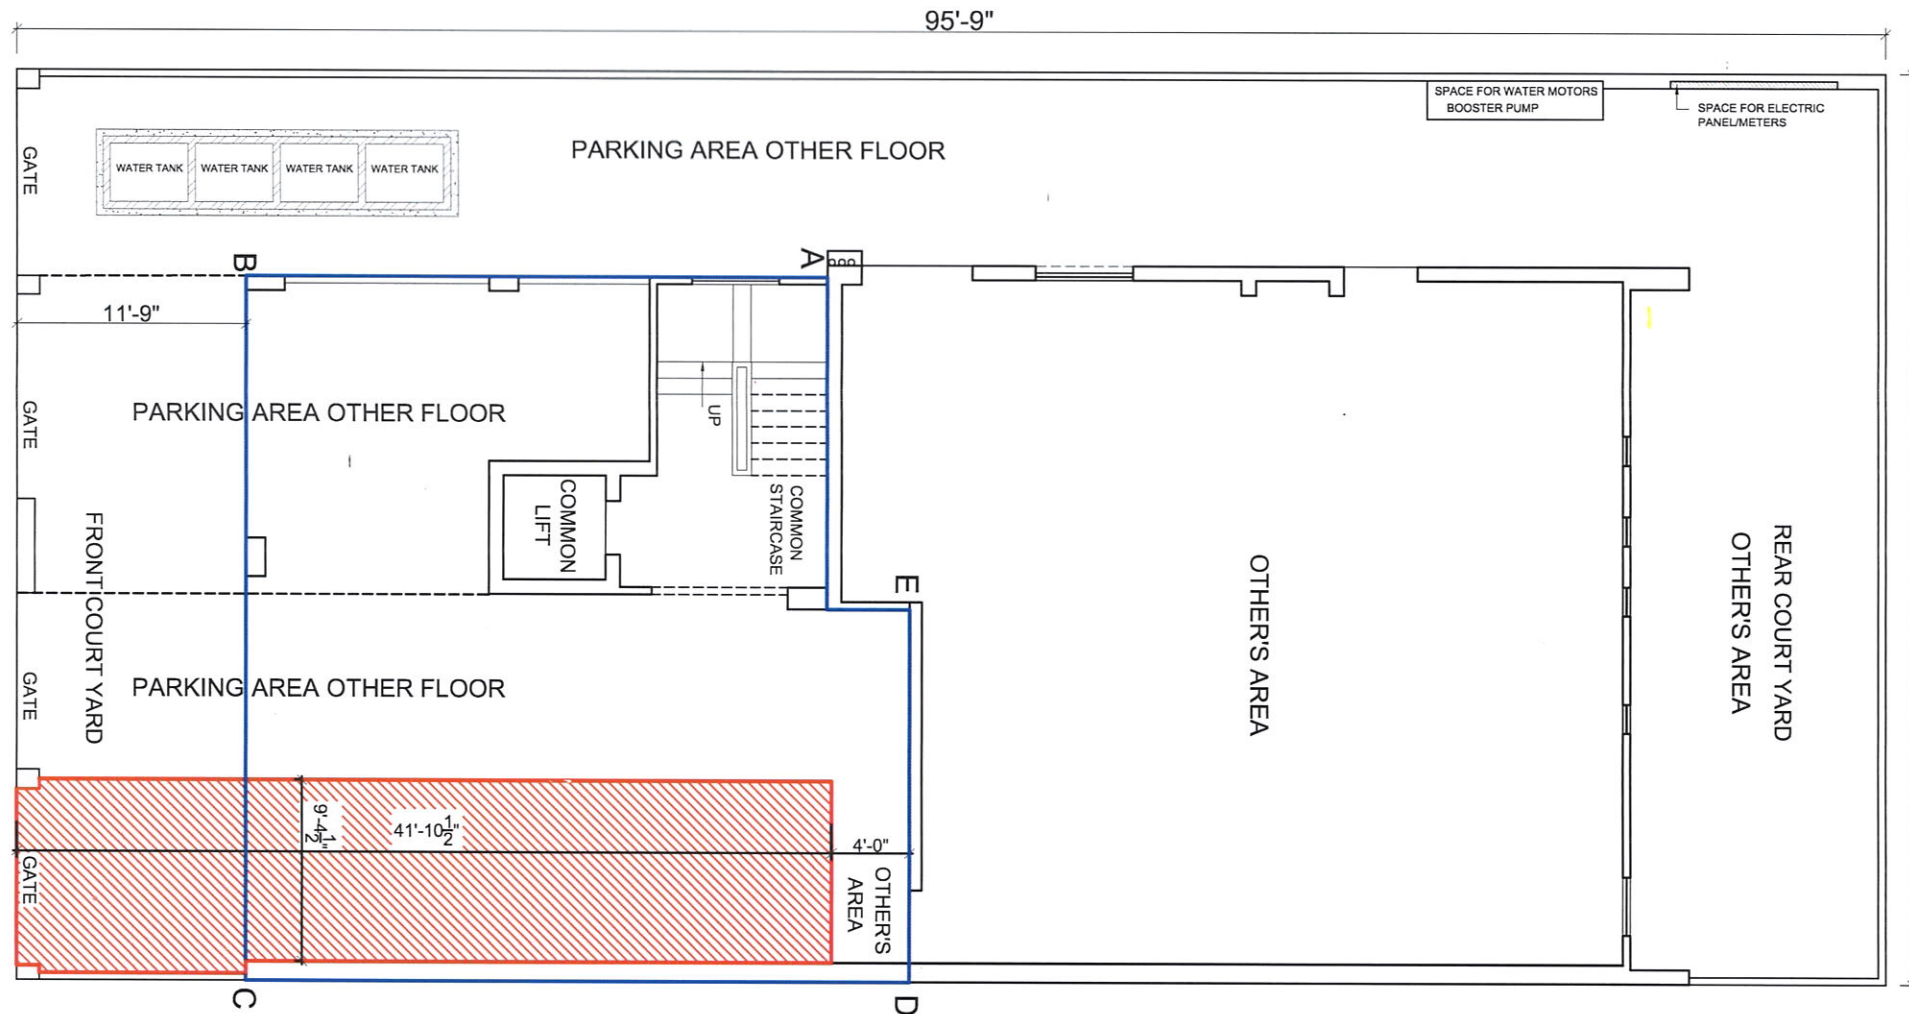 95'-9"
SPACE FOR WATER MOTORS
BOOSTER PUMP
SPACE FOR ELECTRIC
PANEL/METERS
PARKING AREA OTHER FLOOR
GATE
WATER TANK
WATER TANK
WATER TANK
WATER TANK
B
A
11'-9"
PARKING AREA OTHER FLOOR
GATE
UP
COMMON
STAIRCASE
COMMON
LIFT
FRONT COURT YARD
E
OTHER'S AREA
REAR COURT YARD
OTHER'S AREA
GATE
PARKING AREA OTHER FLOOR
9'-4½"
41'-10½"
4'-0"
GATE
OTHER'S
AREA
C
D